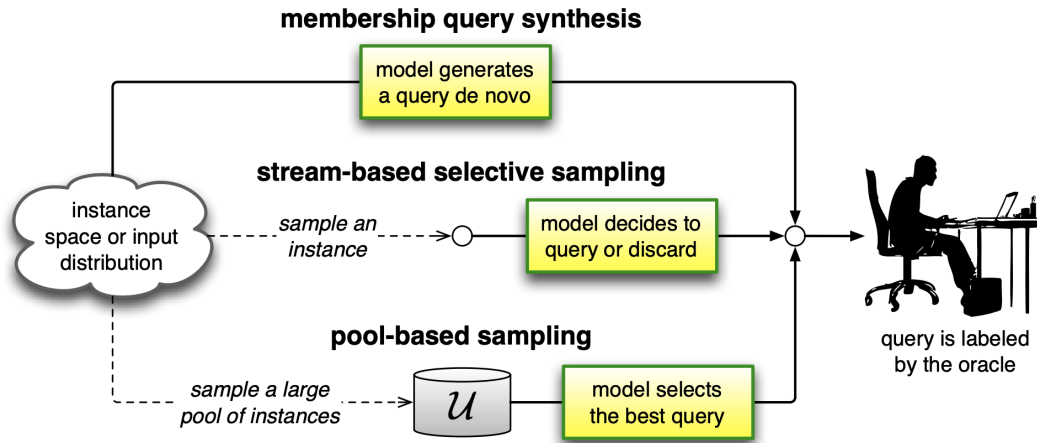 membership query synthesis
model generates
a query de novo
stream-based selective sampling
instance
space or input
distribution
sample an
instance
model decides to
query or discard
pool-based sampling
sample a large
pool of instances
U
model selects
the best query
query is labeled
by the oracle